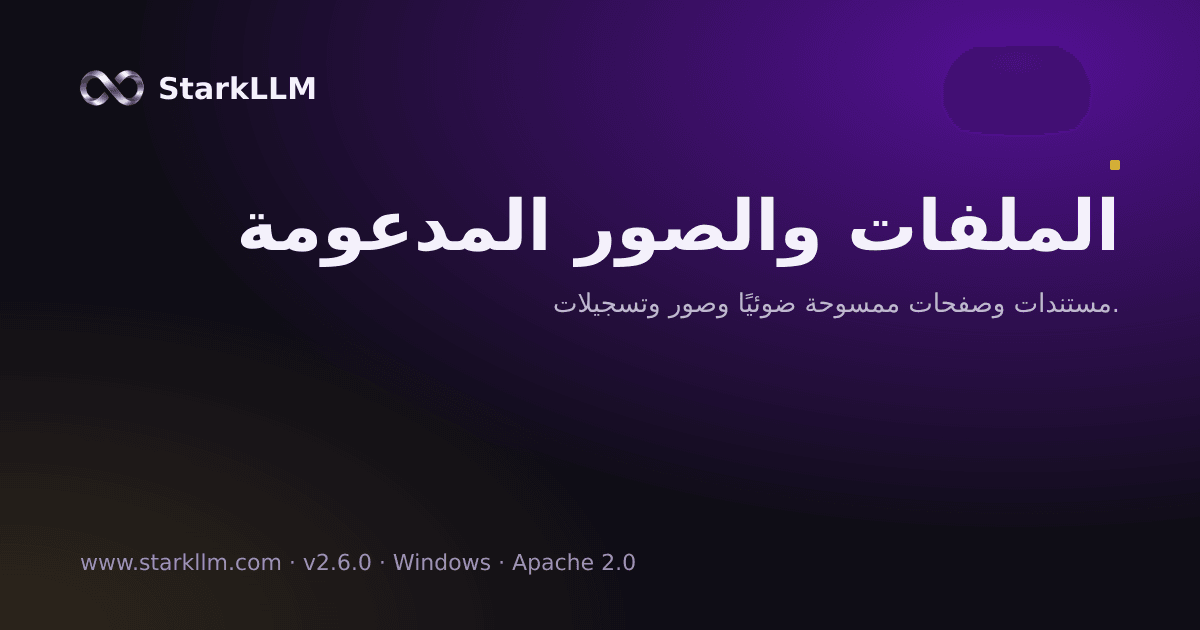 StarkLLM
الملفات والصور المدعومة
مستندات وصفحات ممسوحة ضوئيًا وصور وتسجيلات.
www.starkllm.com · v2.6.0 · Windows · Apache 2.0